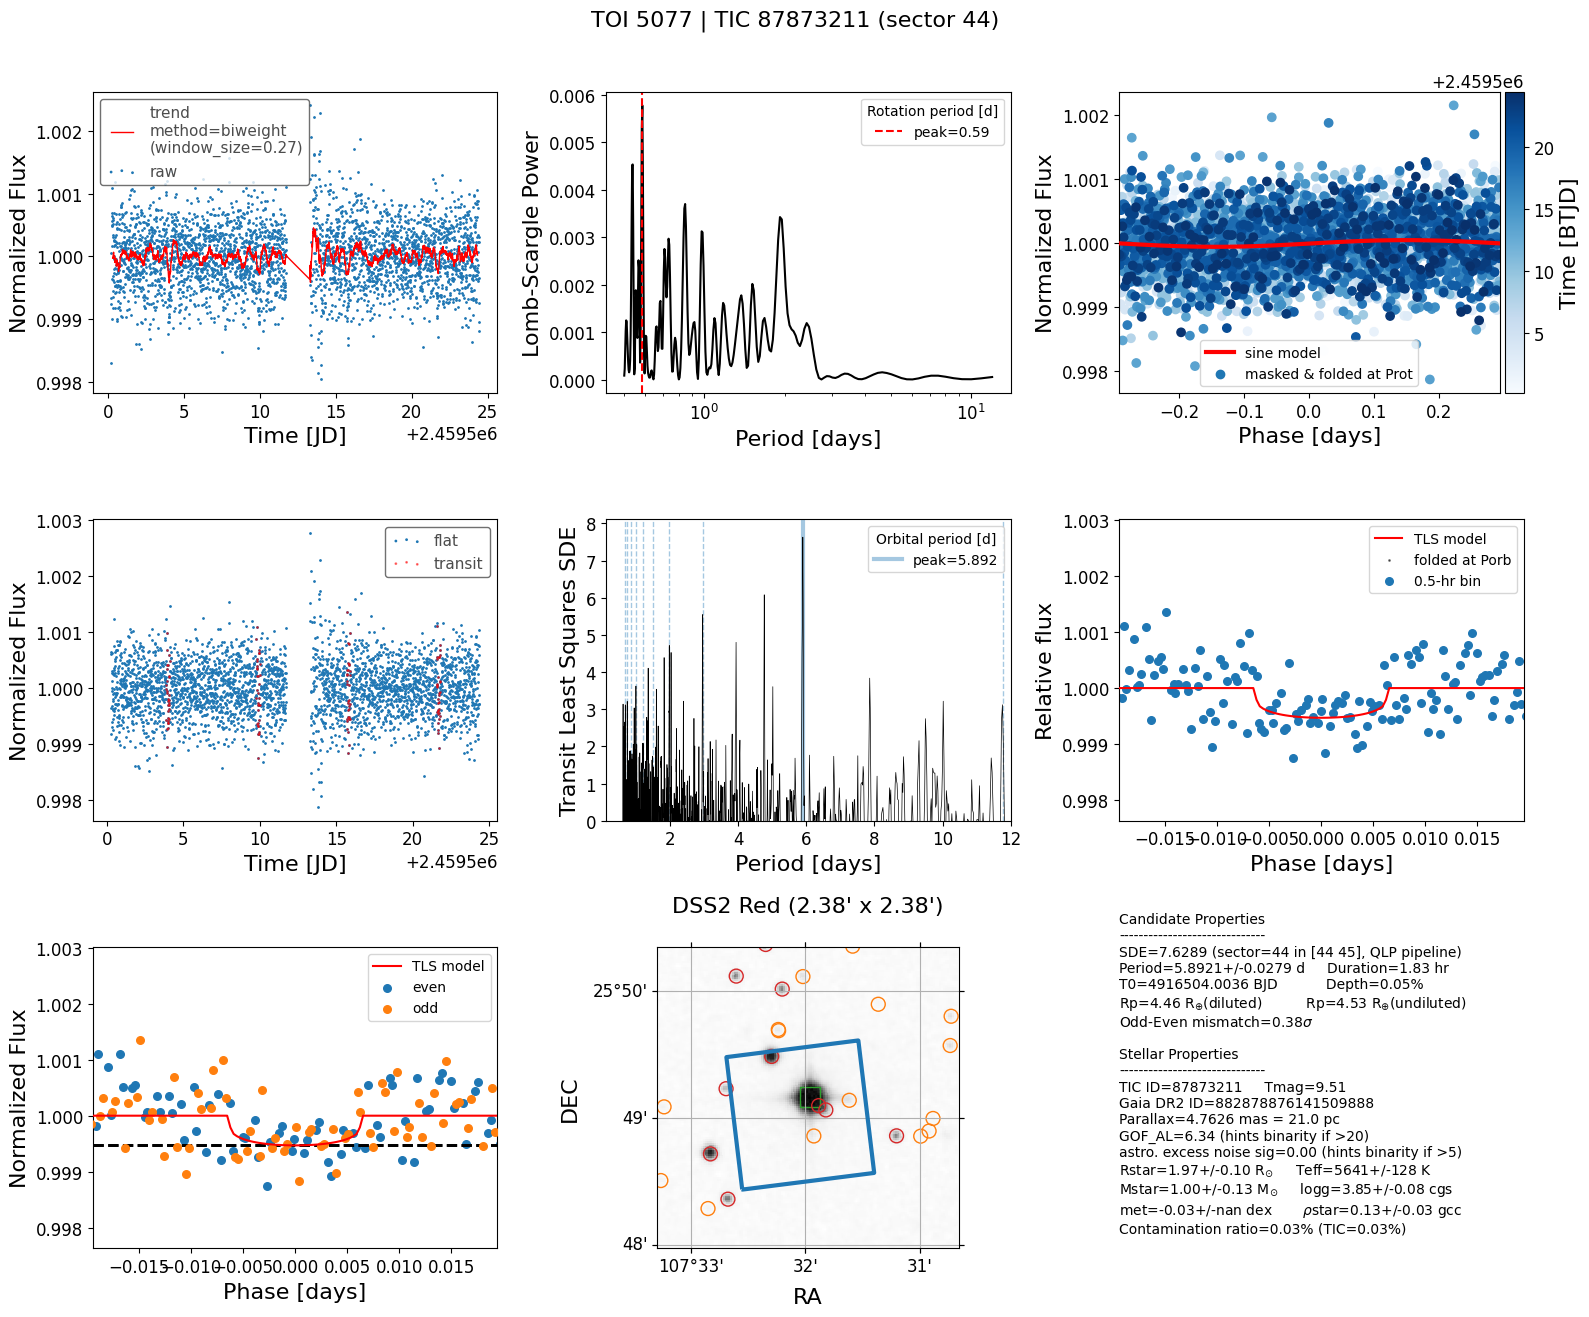 TOI 5077 | TIC 87873211 (sector 44)
trend
method=biweight
(window_size=0.27)
raw
Normalized Flux
1.002
1.001
1.000
0.999
0.998
0 5 10 15 20 25
Time [JD]
+2.4595e6
Lomb-Scargle Power
0.006
0.005
0.004
0.003
0.002
0.001
0.000
Rotation period [d]
peak=0.59
10⁰ 10¹
Period [days]
+2.4595e6
Normalized Flux
1.002
1.001
1.000
0.999
0.998
sine model
masked & folded at Prot
−0.2 −0.1 0.0 0.1 0.2
Phase [days]
20
15
10
5
Time [BTJD]
Normalized Flux
1.003
1.002
1.001
1.000
0.999
0.998
flat
transit
0 5 10 15 20 25
Time [JD]
+2.4595e6
Transit Least Squares SDE
8
7
6
5
4
3
2
1
0
Orbital period [d]
peak=5.892
2 4 6 8 10 12
Period [days]
Relative flux
1.003
1.002
1.001
1.000
0.999
0.998
TLS model
folded at Porb
0.5-hr bin
−0.015 −0.010 −0.005 0.000 0.005 0.010 0.015
Phase [days]
Normalized Flux
1.003
1.002
1.001
1.000
0.999
0.998
TLS model
even
odd
−0.015 −0.010 −0.005 0.000 0.005 0.010 0.015
Phase [days]
DSS2 Red (2.38' x 2.38')
DEC
25°50'
49'
48'
107°33' 32' 31'
RA
Candidate Properties
------------------------------
SDE=7.6289 (sector=44 in [44 45], QLP pipeline)
Period=5.8921+/-0.0279 d Duration=1.83 hr
T0=4916504.0036 BJD Depth=0.05%
Rp=4.46 R⊕(diluted) Rp=4.53 R⊕(undiluted)
Odd-Even mismatch=0.38σ
Stellar Properties
------------------------------
TIC ID=87873211 Tmag=9.51
Gaia DR2 ID=882878876141509888
Parallax=4.7626 mas = 21.0 pc
GOF_AL=6.34 (hints binarity if >20)
astro. excess noise sig=0.00 (hints binarity if >5)
Rstar=1.97+/-0.10 R⊙ Teff=5641+/-128 K
Mstar=1.00+/-0.13 M⊙ logg=3.85+/-0.08 cgs
met=-0.03+/-nan dex ρstar=0.13+/-0.03 gcc
Contamination ratio=0.03% (TIC=0.03%)